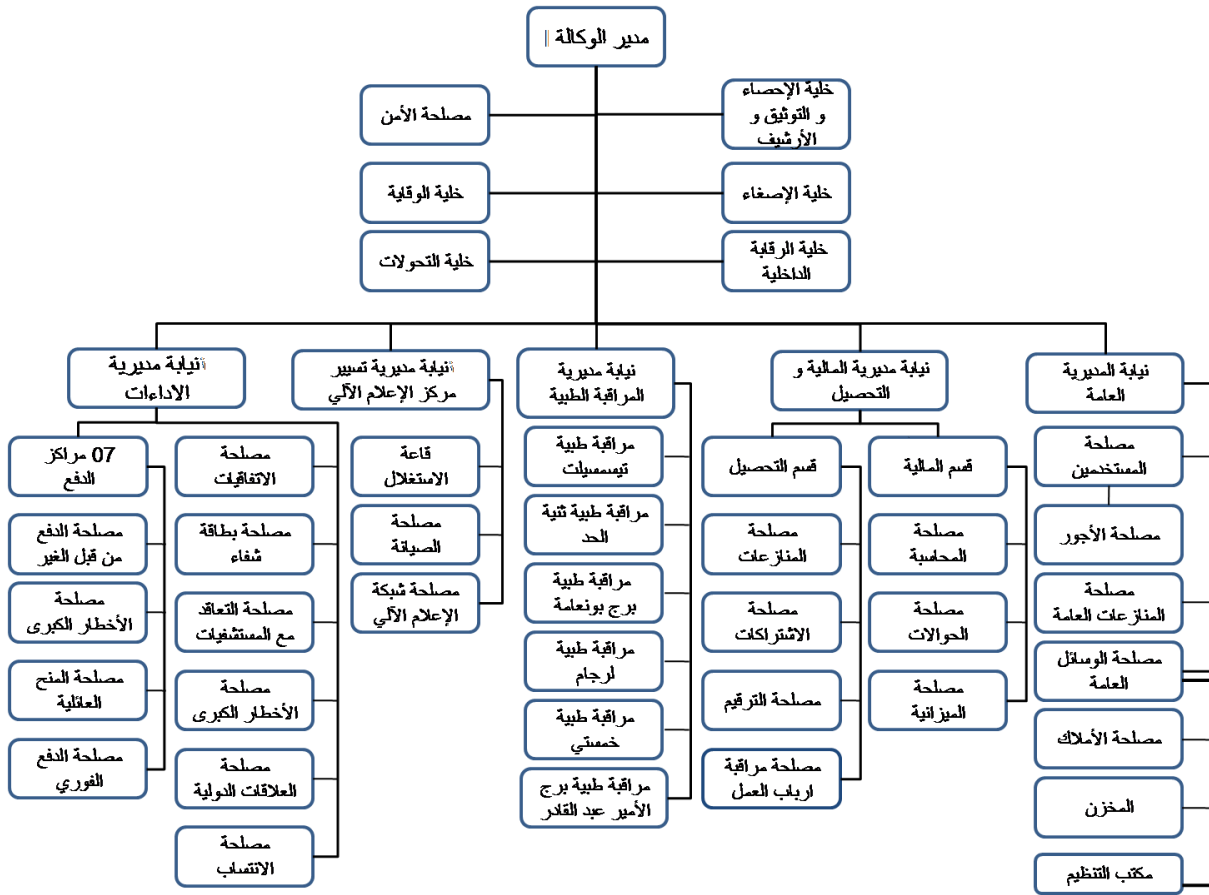 مدير الوكالة
خلية الإحصاء
و التوثيق و
الأرشيف
مصلحة الأمن
خلية الإصغاء
خلية الوقاية
خلية الرقابة
الداخلية
خلية التحولات
نيابة المديرية
العامة
نيابة مديرية المالية و
التحصيل
نيابة مديرية
المراقبة الطبية
نيابة مديرية تسيير
مركز الإعلام الآلي
نيابة مديرية
الاداءات
مصلحة
المستخدمين
مصلحة الأجور
مصلحة
المنازعات العامة
مصلحة الوسائل
العامة
مصلحة الأملاك
المخزن
مكتب التنظيم
قسم المالية
مصلحة
المحاسبة
مصلحة
الحوالات
مصلحة
الميزانية
قسم التحصيل
مصلحة
المنازعات
مصلحة
الاشتراكات
مصلحة الترقيم
مصلحة مراقبة
ارباب العمل
مراقبة طبية
تيسمسيلت
مراقبة طبية ثنية
الحد
مراقبة طبية
برج بونعامة
مراقبة طبية
لرجام
مراقبة طبية
خمستي
مراقبة طبية برج
الأمير عبد القادر
قاعة
الاستغلال
مصلحة
الصيانة
مصلحة شبكة
الإعلام الآلي
مصلحة
الاتفاقيات
مصلحة بطاقة
شفاء
مصلحة التعاقد
مع المستشفيات
مصلحة
الأخطار الكبرى
مصلحة
العلاقات الدولية
مصلحة
الانتساب
07 مراكز
الدفع
مصلحة الدفع
من قبل الغير
مصلحة
الأخطار الكبرى
مصلحة المنح
العائلية
مصلحة الدفع
الفوري